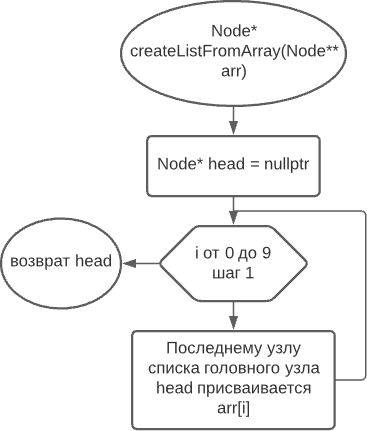 Node*
createListFromArray(Node**
arr)
Node* head = nullptr
i от 0 до 9
шаг 1
возврат head
Последнему узлу
списка головного узла
head присваивается
arr[i]